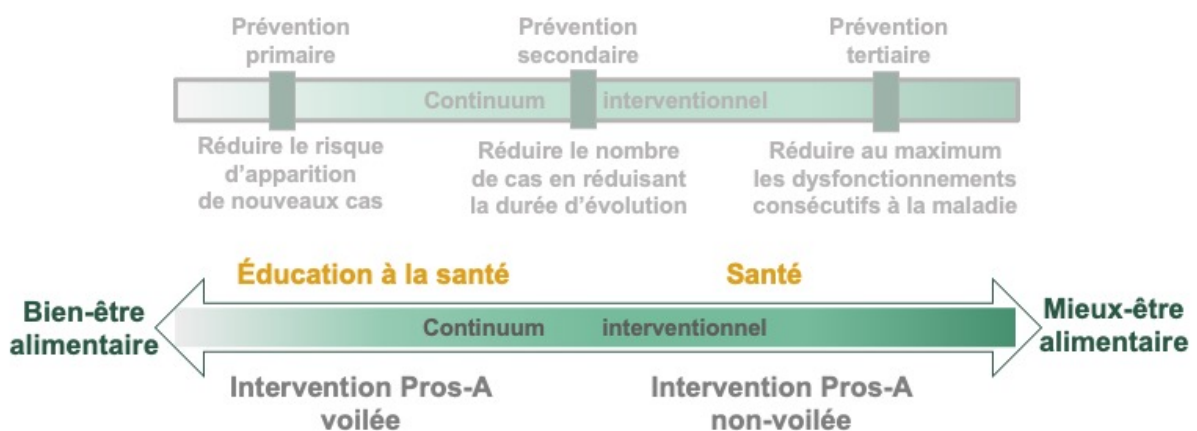 Prévention
primaire
Prévention
secondaire
Prévention
tertiaire
Continuum interventionnel
Réduire le risque
d'apparition
de nouveaux cas
Réduire le nombre
de cas en réduisant
la durée d'évolution
Réduire au maximum
les dysfonctionnements
consécutifs à la maladie
Éducation à la santé
Santé
Bien-être
alimentaire
Continuum interventionnel
Mieux-être
alimentaire
Intervention Pros-A
voilée
Intervention Pros-A
non-voilée